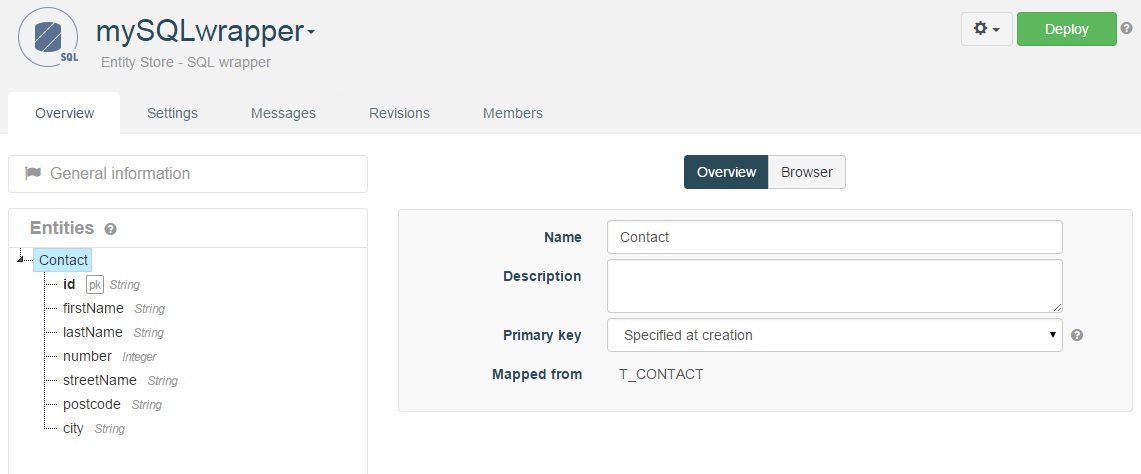 mySQLwrapper
SQL
Entity Store - SQL wrapper
Deploy
?
Overview Settings Messages Revisions Members
General information
Overview Browser
Entities ?
Contact
id pk String
firstName String
lastName String
number Integer
streetName String
postcode String
city String
Name Contact
Description
Primary key Specified at creation ?
Mapped from T_CONTACT